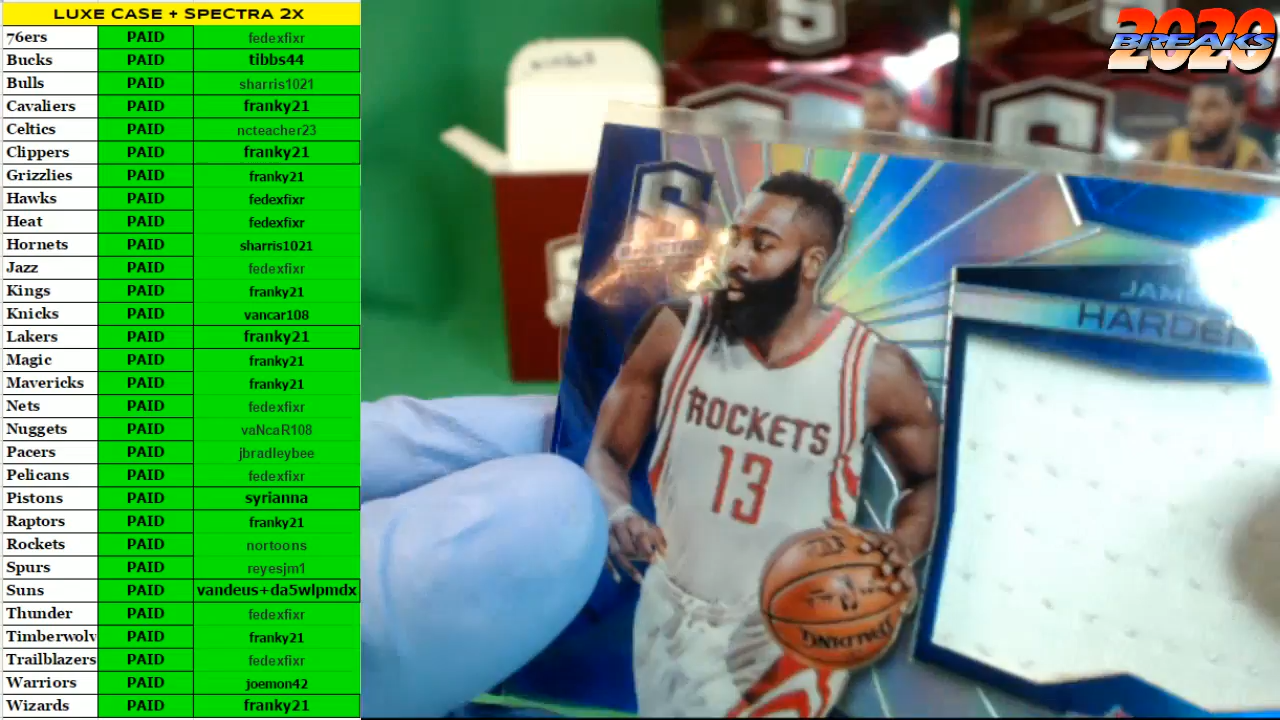 LUXE CASE + SPECTRA 2X
76ers PAID fedexfixr
Bucks PAID tibbs44
Bulls PAID sharris1021
Cavaliers PAID franky21
Celtics PAID ncteacher23
Clippers PAID franky21
Grizzlies PAID franky21
Hawks PAID fedexfixr
Heat PAID fedexfixr
Hornets PAID sharris1021
Jazz PAID fedexfixr
Kings PAID franky21
Knicks PAID vancar108
Lakers PAID franky21
Magic PAID franky21
Mavericks PAID franky21
Nets PAID fedexfixr
Nuggets PAID vaNcaR108
Pacers PAID jbradleybee
Pelicans PAID fedexfixr
Pistons PAID syrianna
Raptors PAID franky21
Rockets PAID nortoons
Spurs PAID reyesjm1
Suns PAID vandeus+da5wlpmdx
Thunder PAID fedexfixr
Timberwolv PAID franky21
Trailblazers PAID fedexfixr
Warriors PAID joemon42
Wizards PAID franky21
2020
BREAKS
S
HARDEN
ROCKETS
13
SPALDING